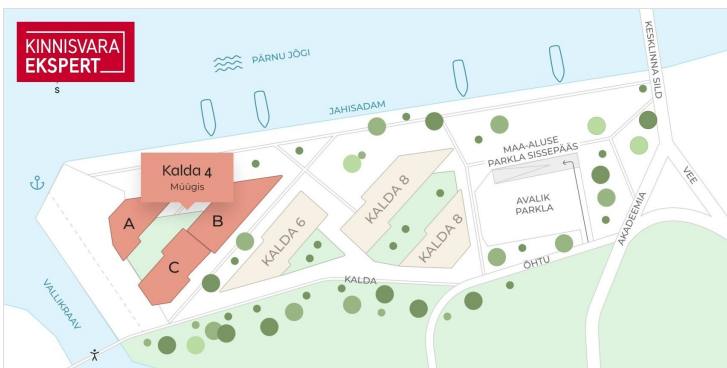 KINNISVARA
EKSPERT
S
PÄRNU JÕGI
JAHISADAM
KESKLINNA SILD
MAA-ALUSE
PARKLA SISSEPÄÄS
Kalda 4
Müügis
A
B
C
KALDA 6
KALDA 8
KALDA 8
AVALIK
PARKLA
VEE
AKADEEMIA
ÕHTU
KALDA
VALLIKRAAV